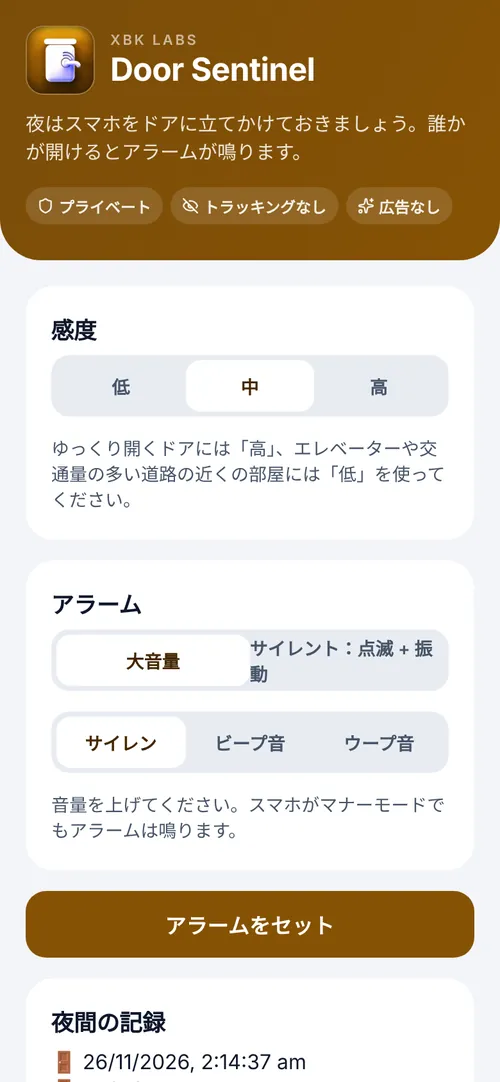 XBK LABS
Door Sentinel
夜はスマホをドアに立てかけておきましょう。誰か
が開けるとアラームが鳴ります。
プライベート トラッキングなし 広告なし
感度
低 中 高
ゆっくり開くドアには「高」、エレベーターや交
通量の多い道路の近くの部屋には「低」を使って
ください。
アラーム
大音量 サイレント：点滅 + 振
動
サイレン ビープ音 ウープ音
音量を上げてください。スマホがマナーモードで
もアラームは鳴ります。
アラームをセット
夜間の記録
26/11/2026, 2:14:37 am